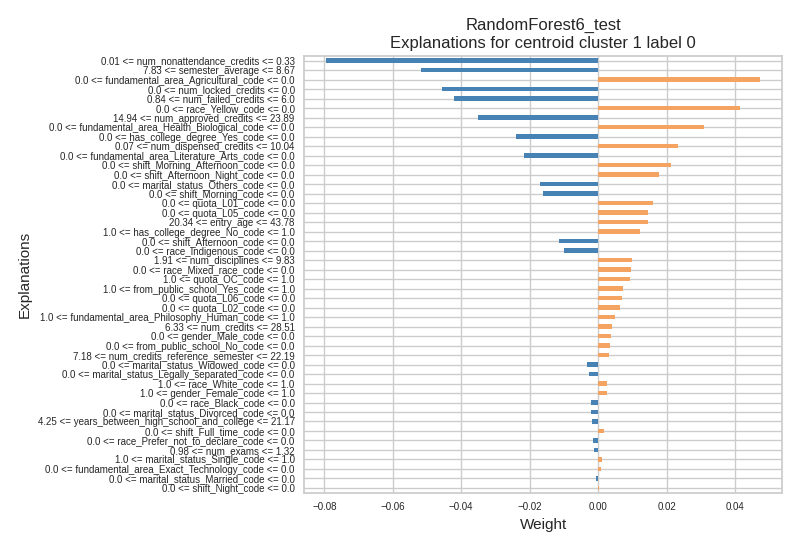 RandomForest6_test
Explanations for centroid cluster 1 label 0
0.01 <= num_nonattendance_credits <= 0.33
7.83 <= semester_average <= 8.67
0.0 <= fundamental_area_Agricultural_code <= 0.0
0.0 <= num_locked_credits <= 0.0
0.84 <= num_failed_credits <= 6.0
0.0 <= race_Yellow_code <= 0.0
14.94 <= num_approved_credits <= 23.89
0.0 <= fundamental_area_Health_Biological_code <= 0.0
0.0 <= has_college_degree_Yes_code <= 0.0
0.07 <= num_dispensed_credits <= 10.04
0.0 <= fundamental_area_Literature_Arts_code <= 0.0
0.0 <= shift_Morning_Afternoon_code <= 0.0
0.0 <= shift_Afternoon_Night_code <= 0.0
0.0 <= marital_status_Others_code <= 0.0
0.0 <= shift_Morning_code <= 0.0
0.0 <= quota_L01_code <= 0.0
0.0 <= quota_L05_code <= 0.0
20.34 <= entry_age <= 43.78
1.0 <= has_college_degree_No_code <= 1.0
0.0 <= shift_Afternoon_code <= 0.0
0.0 <= race_Indigenous_code <= 0.0
1.91 <= num_disciplines <= 9.83
0.0 <= race_Mixed_race_code <= 0.0
1.0 <= quota_OC_code <= 1.0
1.0 <= from_public_school_Yes_code <= 1.0
0.0 <= quota_L06_code <= 0.0
0.0 <= quota_L02_code <= 0.0
1.0 <= fundamental_area_Philosophy_Human_code <= 1.0
6.33 <= num_credits <= 28.51
0.0 <= gender_Male_code <= 0.0
0.0 <= from_public_school_No_code <= 0.0
7.18 <= num_credits_reference_semester <= 22.19
0.0 <= marital_status_Widowed_code <= 0.0
0.0 <= marital_status_Legally_separated_code <= 0.0
1.0 <= race_White_code <= 1.0
1.0 <= gender_Female_code <= 1.0
0.0 <= race_Black_code <= 0.0
0.0 <= marital_status_Divorced_code <= 0.0
4.25 <= years_between_high_school_and_college <= 21.17
0.0 <= shift_Full_time_code <= 0.0
0.0 <= race_Prefer_not_to_declare_code <= 0.0
0.98 <= num_exams <= 1.32
1.0 <= marital_status_Single_code <= 1.0
0.0 <= fundamental_area_Exact_Technology_code <= 0.0
0.0 <= marital_status_Married_code <= 0.0
0.0 <= shift_Night_code <= 0.0
Explanations
−0.08 −0.06 −0.04 −0.02 0.00 0.02 0.04
Weight